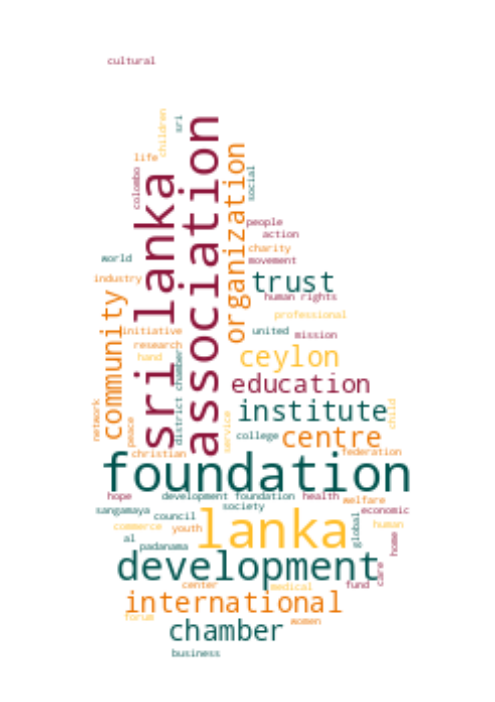 cultural
children
sri
association
life
organization
colombo
sri lanka
social
people
action
charity
world
movement
industry
trust
community
human rights
professional
initiative
united
mission
research
hand
district chamber
ceylon
education
network
peace
service
institute
child
college
centre
christian
federation
foundation
hope
development foundation
health
welfare
sangamaya
society
economic
council
lanka
global
commerce
youth
human
al
padanama
home
development
center
medical
fund
care
international
forum
women
chamber
business